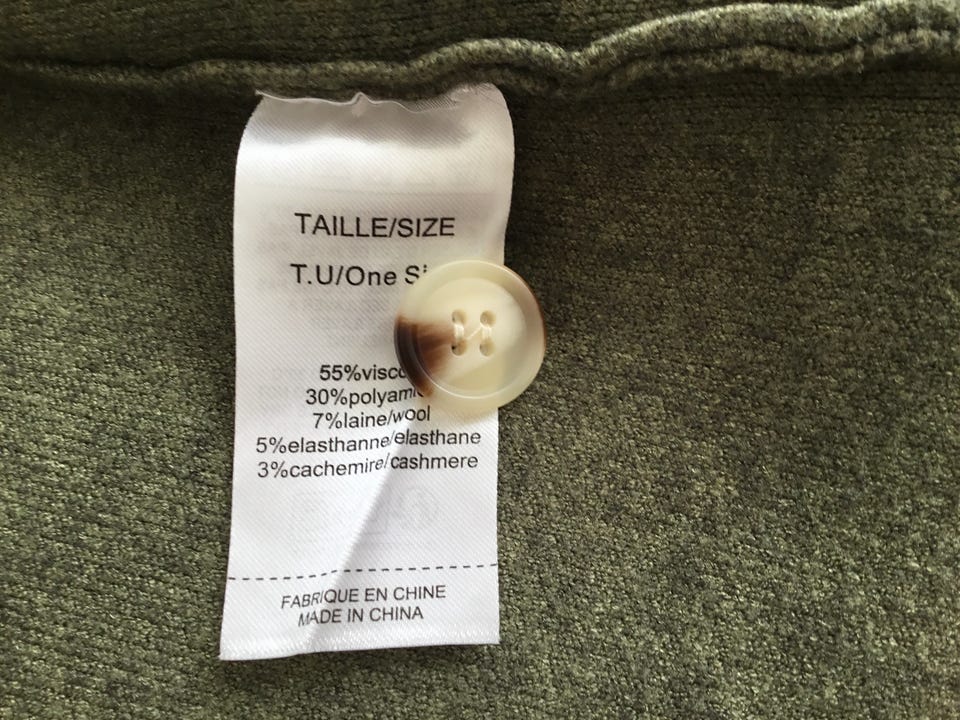 TAILLE/SIZE
T.U/One Si
55%visco
30%polyami
7%laine/wool
5%elasthanne/elasthane
3%cachemire/cashmere
FABRIQUE EN CHINE
MADE IN CHINA